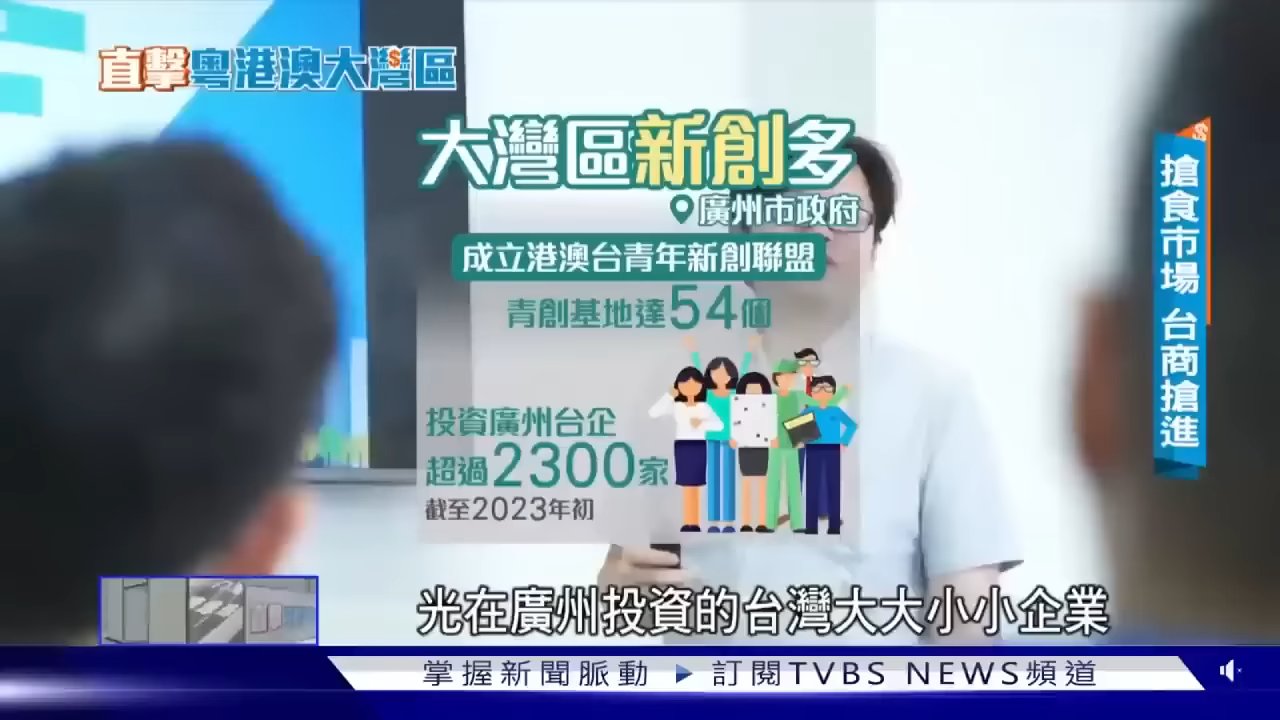 直擊粵港澳大灣區
大灣區新創多
廣州市政府
成立港澳台青年新創聯盟
青創基地達54個
投資廣州台企
超過2300家
截至2023年初
搶食市場 台商搶進
光在廣州投資的台灣大大小小企業
掌握新聞脈動 ▶ 訂閱TVBS NEWS頻道